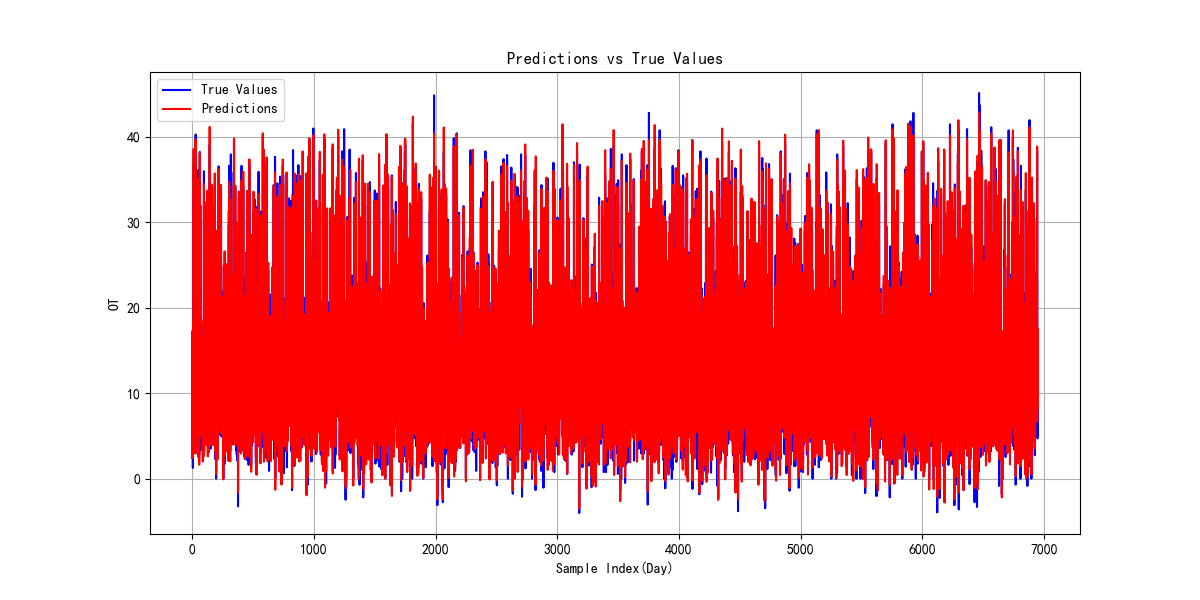 Predictions vs True Values
True Values
Predictions
OT
40
30
20
10
0
0 1000 2000 3000 4000 5000 6000 7000
Sample Index(Day)